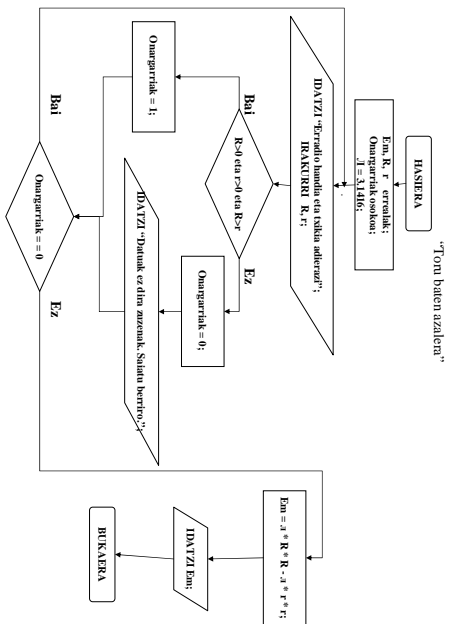 “Toru baten azalera”
HASIERA
Em, R, r errealak;
Onargarriak osokoa;
Л = 3.1416;
IDATZI “Erradio handia eta txikia adierazi”;
IRAKURRI R, r;
R>0 eta r>0 eta R>r
Bai
Ez
Onargarriak = 1;
Onargarriak = 0;
IDATZI “Datuak ez dira zuzenak. Saiatu berriro.”;
Onargarriak = = 0
Bai
Ez
Em = л * R * R - л * r * r;
IDATZI Em;
BUKAERA